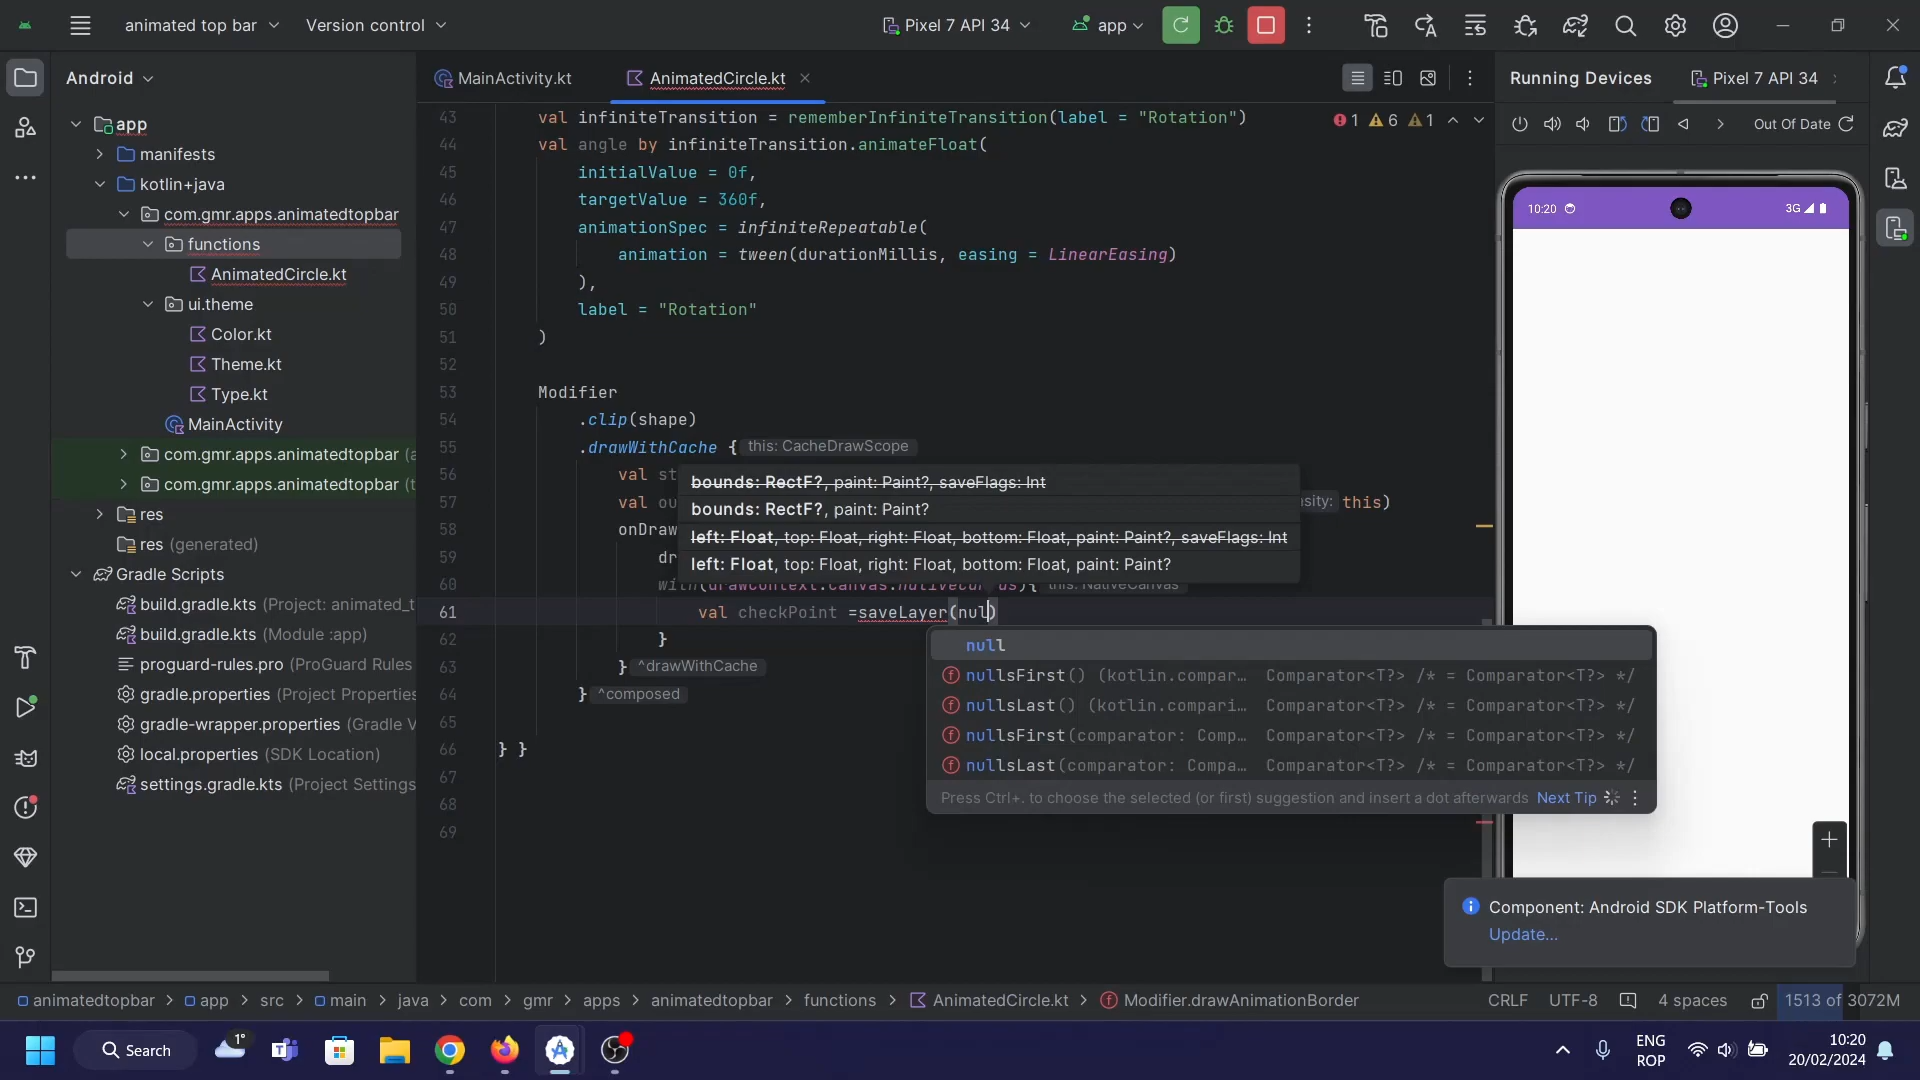 animated top bar
Version control
Pixel 7 API 34
app
Android
MainActivity.kt
AnimatedCircle.kt
Running Devices
Pixel 7 API 34
app
manifests
kotlin+java
com.gmr.apps.animatedtopbar
functions
AnimatedCircle.kt
ui.theme
Color.kt
Theme.kt
Type.kt
MainActivity
com.gmr.apps.animatedtopbar (a
com.gmr.apps.animatedtopbar (t
res
res (generated)
Gradle Scripts
build.gradle.kts (Project: animated_t
build.gradle.kts (Module :app)
proguard-rules.pro (ProGuard Rules
gradle.properties (Project Properties
gradle-wrapper.properties (Gradle V
local.properties (SDK Location)
settings.gradle.kts (Project Settings
43 val infiniteTransition = rememberInfiniteTransition(label = "Rotation")
1 6 1
44 val angle by infiniteTransition.animateFloat(
45 initialValue = 0f,
46 targetValue = 360f,
47 animationSpec = infiniteRepeatable(
48 animation = tween(durationMillis, easing = LinearEasing)
49 ),
50 label = "Rotation"
51 )
52
53 Modifier
54 .clip(shape)
55 .drawWithCache { this: CacheDrawScope
56 val st
57 val ou
sity: this)
58 onDraw
59 dr
60 with(drawContext.canvas.nativeCanvas){ this: NativeCanvas
61 val checkPoint =saveLayer(nul)
62 }
63 } ^drawWithCache
64 } ^composed
65
66 } }
67
68
69
bounds: RectF?, paint: Paint?, saveFlags: Int
bounds: RectF?, paint: Paint?
left: Float, top: Float, right: Float, bottom: Float, paint: Paint?, saveFlags: Int
left: Float, top: Float, right: Float, bottom: Float, paint: Paint?
null
nullsFirst() (kotlin.compar... Comparator<T?> /* = Comparator<T?> */
nullsLast() (kotlin.compari... Comparator<T?> /* = Comparator<T?> */
nullsFirst(comparator: Comp... Comparator<T?> /* = Comparator<T?> */
nullsLast(comparator: Compa... Comparator<T?> /* = Comparator<T?> */
Press Ctrl+. to choose the selected (or first) suggestion and insert a dot afterwards Next Tip
Out Of Date
10:20
3G
Component: Android SDK Platform-Tools
Update...
animatedtopbar > app > src > main > java > com > gmr > apps > animatedtopbar > functions > AnimatedCircle.kt > Modifier.drawAnimationBorder
CRLF UTF-8 4 spaces 1513 of 3072M
1°
Search
ENG
ROP
10:20
20/02/2024